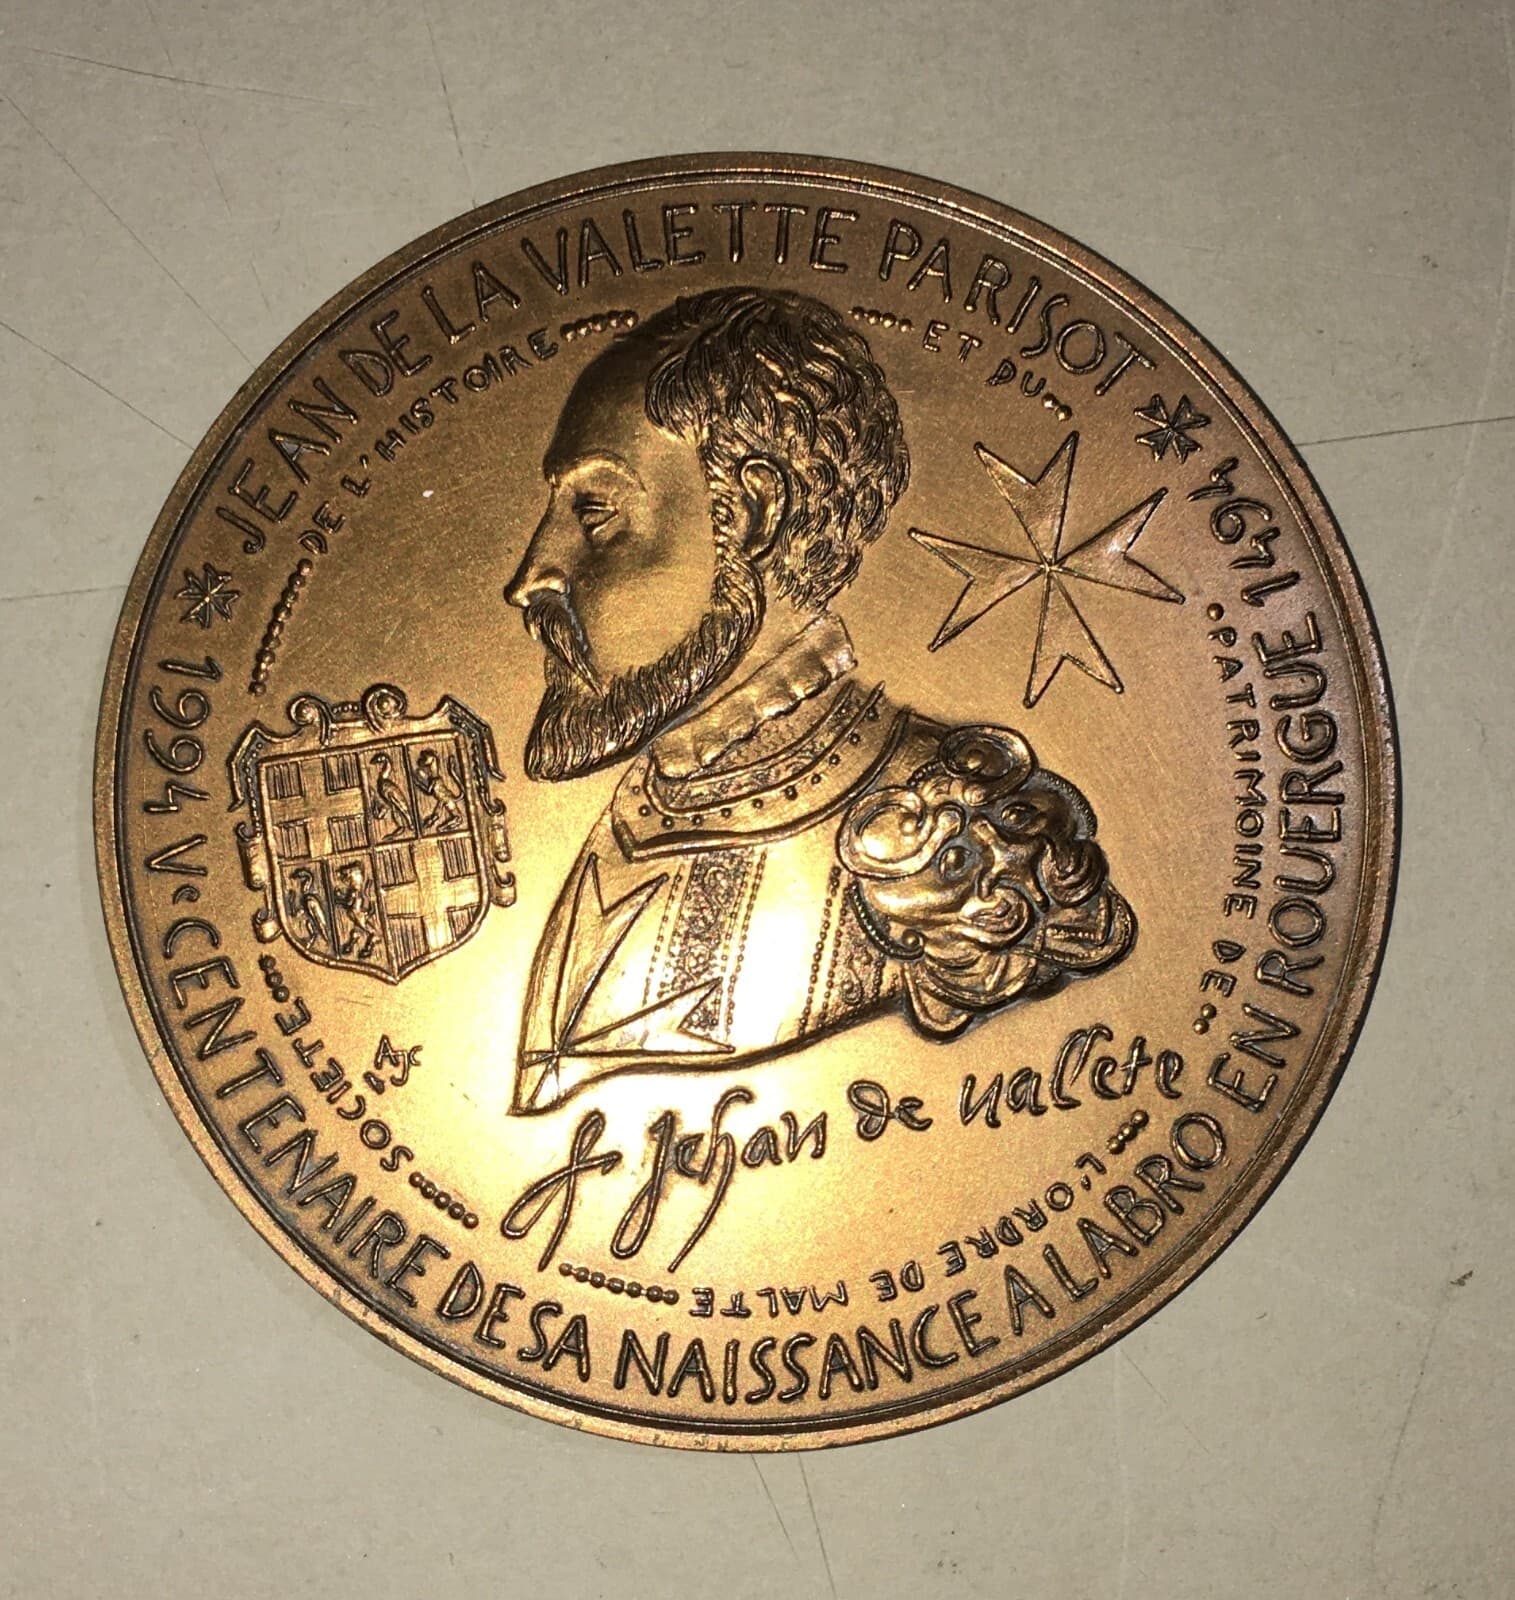 JEAN DE LA VALETTE PARISOT
1994 V CENTENAIRE DE SA NAISSANCE A LABRO EN ROUERGUE 1494
SOCIETE
DE L'HISTOIRE
ET DU
PATRIMOINE DE
L'ORDRE DE MALTE
f Jehan de vallete
AJC